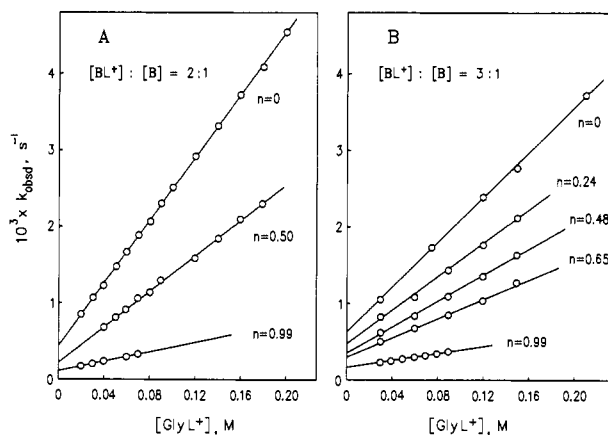 A
[BL⁺] : [B] = 2:1
n=0
n=0.50
n=0.99
4
3
2
1
0
0 0.04 0.08 0.12 0.16 0.20
[GlyL⁺], M
10³ x k_obsd, s⁻¹
B
[BL⁺] : [B] = 3:1
n=0
n=0.24
n=0.48
n=0.65
n=0.99
4
3
2
1
0
0 0.04 0.08 0.12 0.16 0.20
[GlyL⁺], M